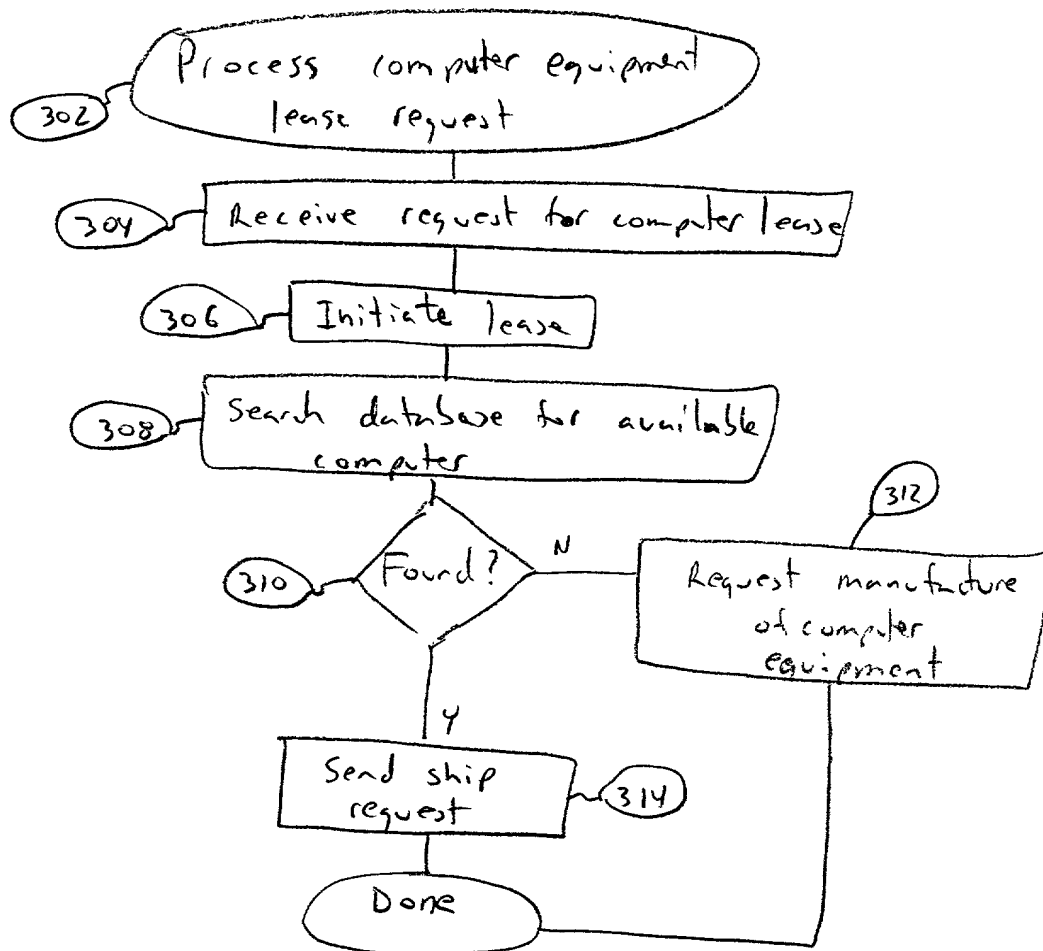 Process computer equipment
lease request
302
304
Receive request for computer lease
306
Initiate lease
308
Search database for available
computer
312
310
Found?
N
Request manufacture
of computer
equipment
Y
Send ship
request
314
Done